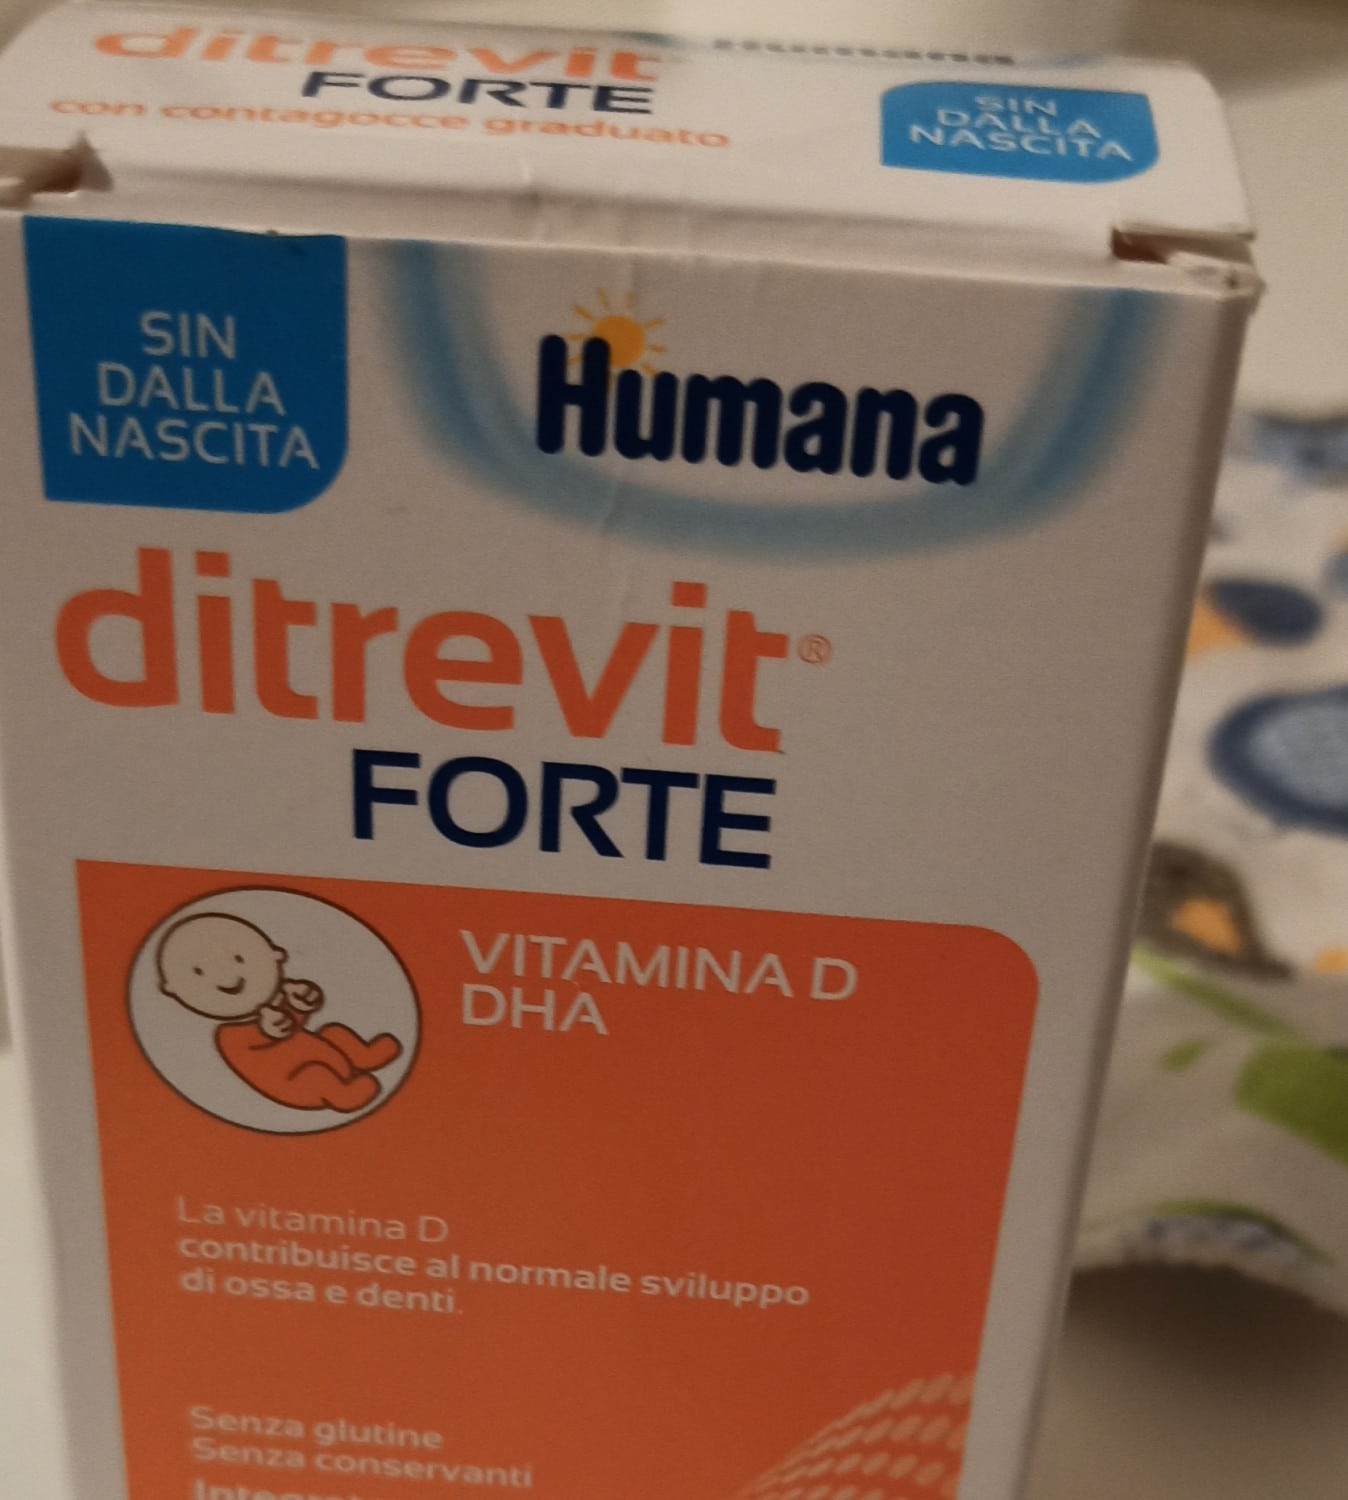 ditrevit
FORTE
con contagocce graduato
Humana
SIN
DALLA
NASCITA
SIN
DALLA
NASCITA
Humana
ditrevit®
FORTE
VITAMINA D
DHA
La vitamina D
contribuisce al normale sviluppo
di ossa e denti.
Senza glutine
Senza conservanti